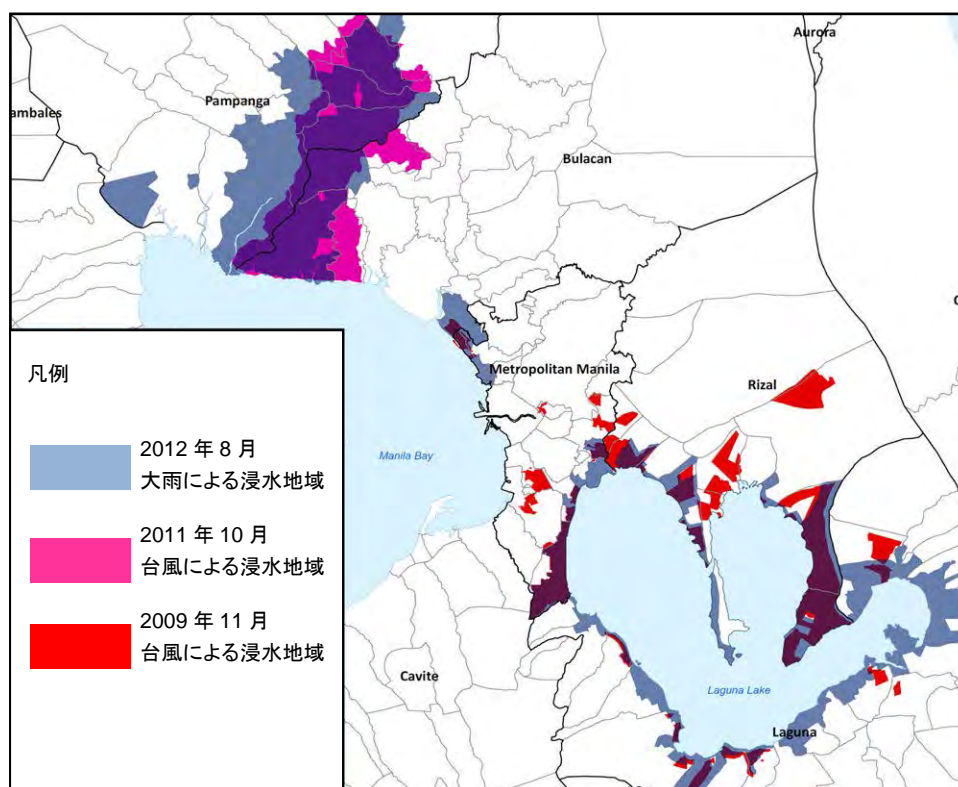 Aurora
Pampanga
ambales
Bulacan
Metropolitan Manila
Rizal
Manila Bay
Cavite
Laguna Lake
Laguna
凡例
2012 年 8 月
大雨による浸水地域
2011 年 10 月
台風による浸水地域
2009 年 11 月
台風による浸水地域